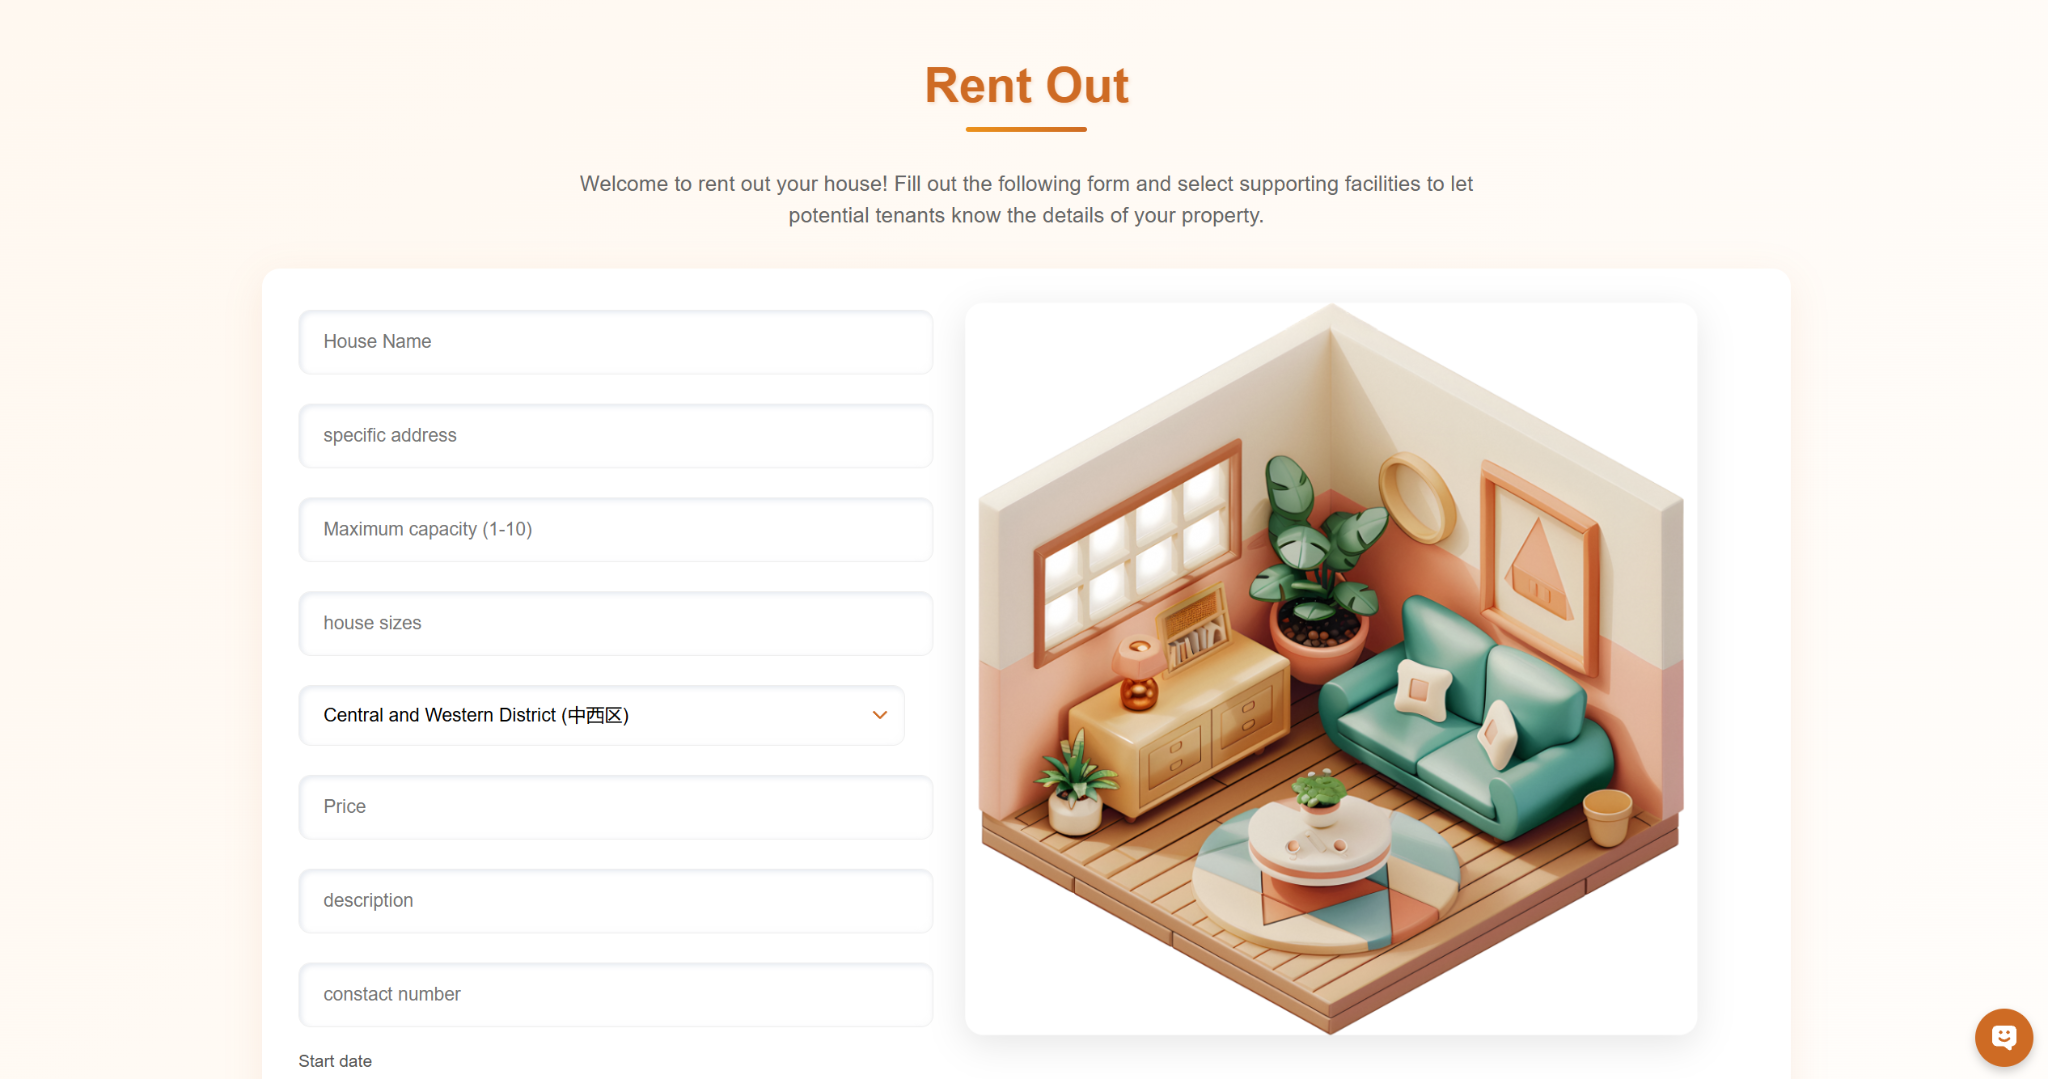 Rent Out
Welcome to rent out your house! Fill out the following form and select supporting facilities to let
potential tenants know the details of your property.
House Name
specific address
Maximum capacity (1-10)
house sizes
Central and Western District (中西区)
Price
description
constact number
Start date